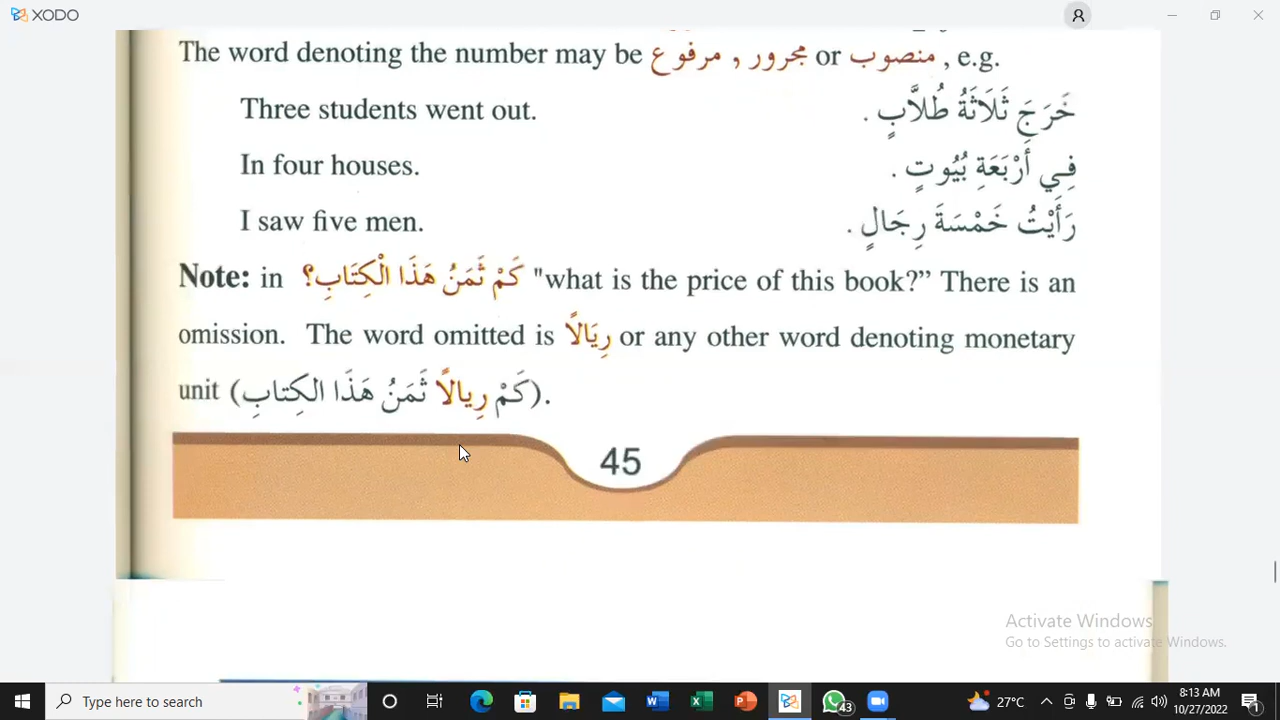 XODO
The word denoting the number may be مرفوع , مجرور or منصوب , e.g.
Three students went out. خَرَجَ ثَلَاثَةُ طُلَّابٍ .
In four houses. فِي أَرْبَعَةِ بُيُوتٍ .
I saw five men. رَأَيْتُ خَمْسَةَ رِجَالٍ .
Note: in كَمْ ثَمَنُ هَذَا الْكِتَابِ؟ "what is the price of this book?” There is an
omission. The word omitted is رِيَالاً or any other word denoting monetary
unit (كَمْ رِيالاً ثَمَنُ هَذَا الكِتابِ).
45
Activate Windows
Go to Settings to activate Windows.
Type here to search
43
27°C
8:13 AM
10/27/2022
1